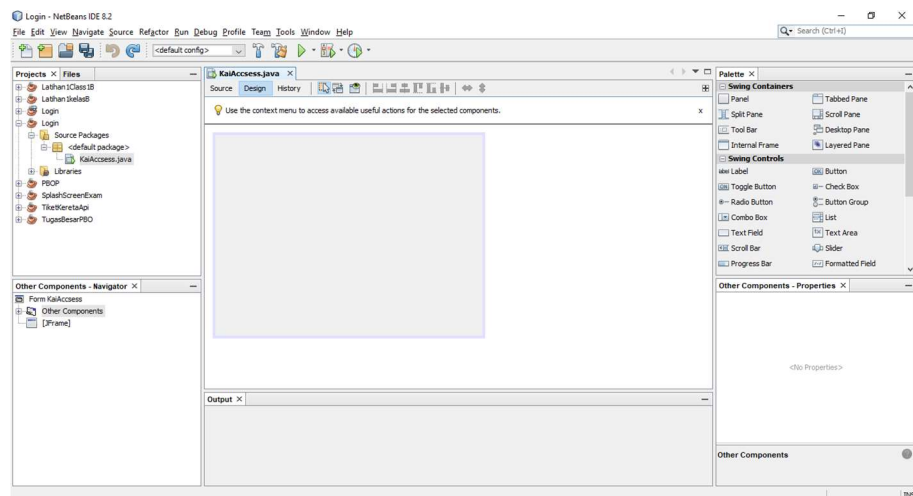 Login - NetBeans IDE 8.2
File Edit View Navigate Source Refactor Run Debug Profile Team Tools Window Help
Search (Ctrl+I)
<default config>
Projects Files
Latihan1Class1B
Latihan1kelasB
Login
Login
Source Packages
<default package>
KaiAccsess.java
Libraries
PBOP
SplashScreenExam
TiketKeretaApi
TugasBesarPBO
Other Components - Navigator
Form KaiAccsess
Other Components
[JFrame]
KaiAccsess.java
Source Design History
Use the context menu to access available useful actions for the selected components. x
Output
Palette
Swing Containers
Panel Tabbed Pane
Split Pane Scroll Pane
Tool Bar Desktop Pane
Internal Frame Layered Pane
Swing Controls
label Label OK Button
ON Toggle Button Check Box
Radio Button Button Group
Combo Box List
Text Field Text Area
Scroll Bar Slider
Progress Bar Formatted Field
Other Components - Properties
<No Properties>
Other Components